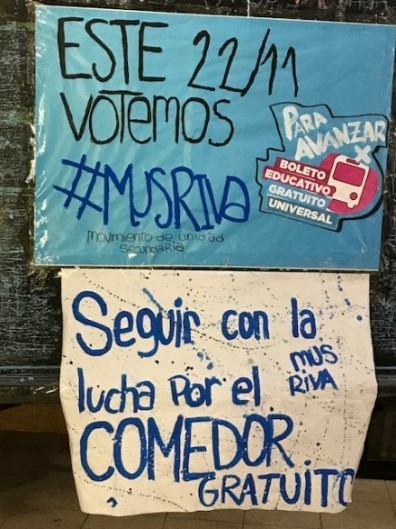 ESTE 22/11
VOTEMOS
#MUSRIVA
movimiento de unidad
Secundaria
PARA
AVANZAR
X
BOLETO
EDUCATIVO
GRATUITO
UNIVERSAL
Seguir con la
lucha Por el
MUS
RIVA
COMEDOR
GRATUITO